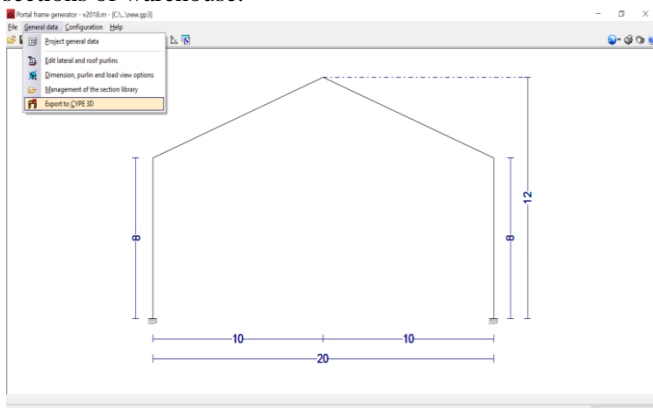 sections of warehouse.
Portal frame generator - v2018.m - [C:\...\new.gp3]
File General data Configuration Help
Project general data
Edit lateral and roof purlins
Dimension, purlin and load view options
Management of the section library
Export to CYPE 3D
8
8
12
10
10
20